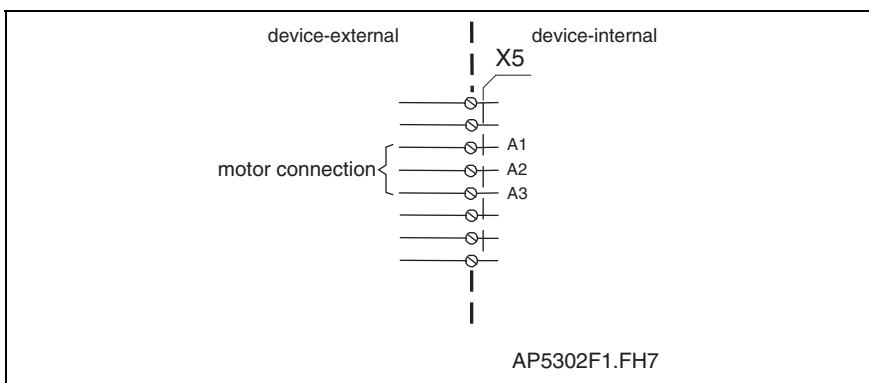 device-external
device-internal
X5
A1
motor connection
A2
A3
AP5302F1.FH7